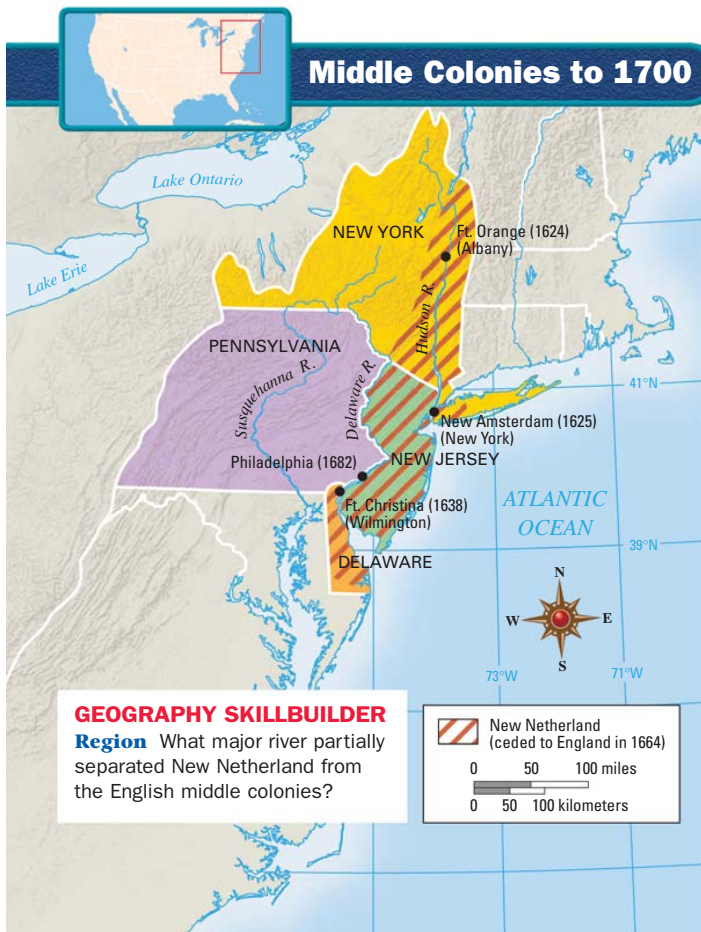 Middle Colonies to 1700
Lake Ontario
Lake Erie
NEW YORK
Ft. Orange (1624)
(Albany)
Hudson R.
PENNSYLVANIA
Susquehanna R.
Delaware R.
41°N
New Amsterdam (1625)
(New York)
Philadelphia (1682)
NEW JERSEY
Ft. Christina (1638)
(Wilmington)
ATLANTIC
OCEAN
39°N
DELAWARE
N
W
E
S
73°W
71°W
GEOGRAPHY SKILLBUILDER
Region What major river partially
separated New Netherland from
the English middle colonies?
New Netherland
(ceded to England in 1664)
0 50 100 miles
0 50 100 kilometers